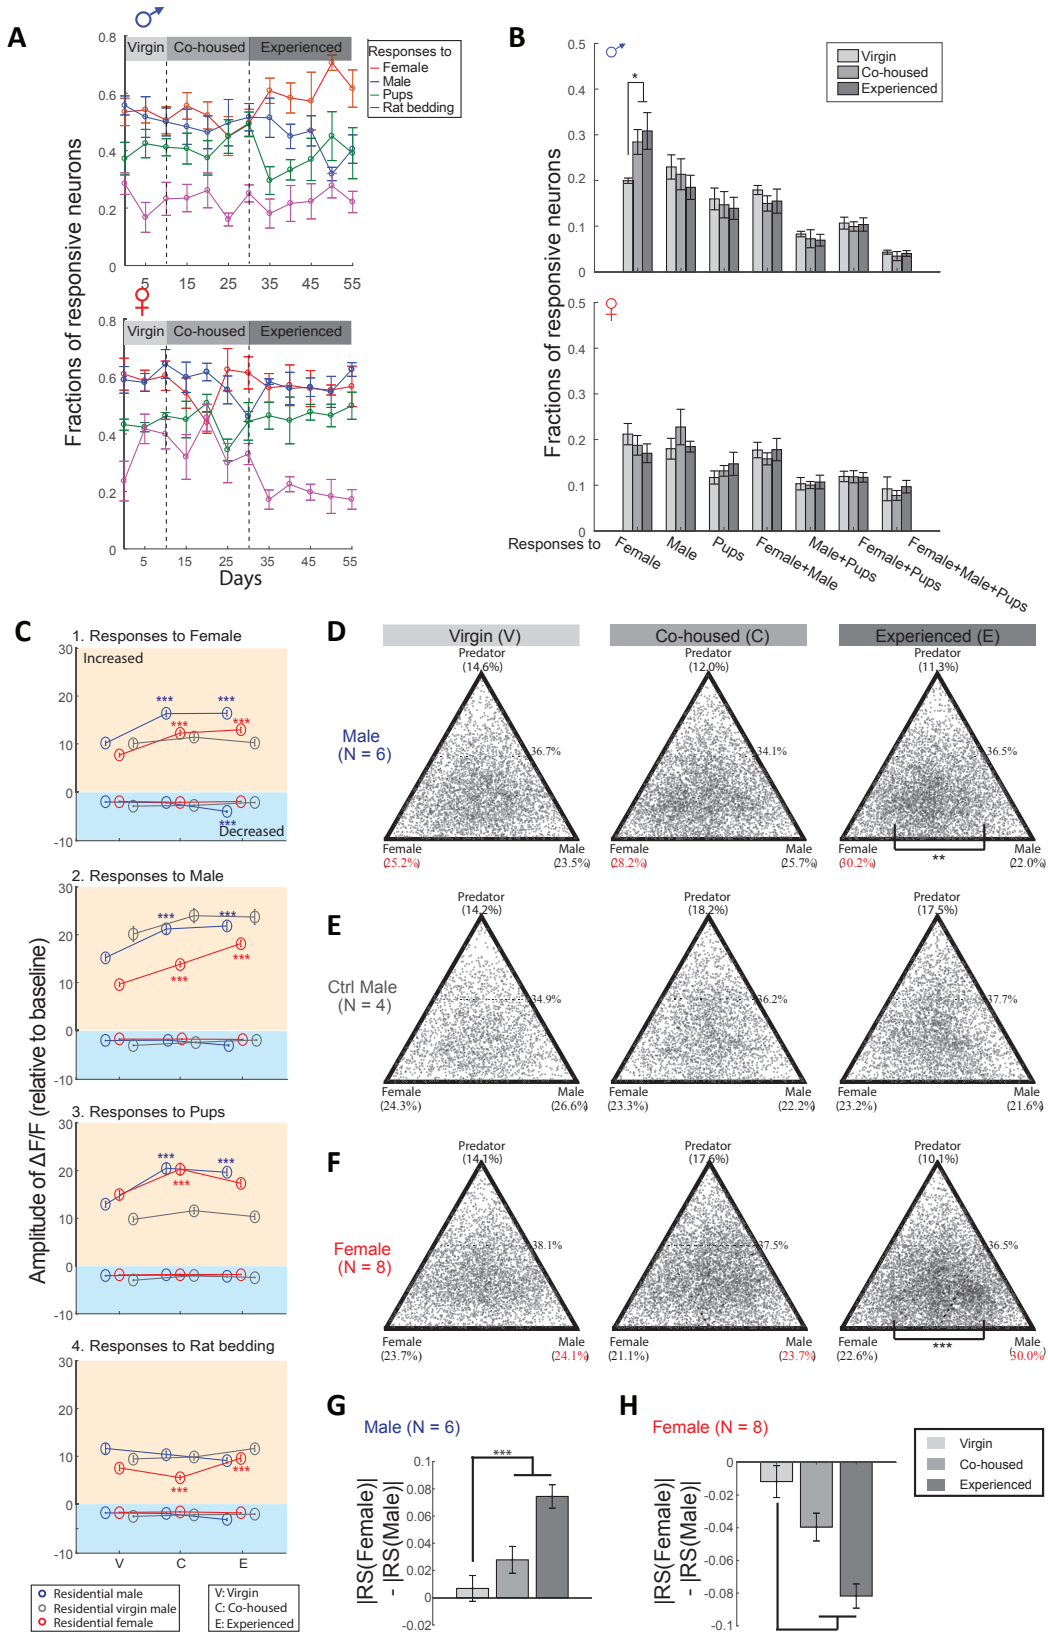 A
Virgin
Co-housed
Experienced
Responses to
Female
Male
Pups
Rat bedding
0.8
0.6
0.4
0.2
0
5
15
25
35
45
55
Virgin
Co-housed
Experienced
0.8
0.6
0.4
0.2
0
5
15
25
35
45
55
Days
Fractions of responsive neurons
B
0.5
0.4
0.3
0.2
0.1
0
*
Virgin
Co-housed
Experienced
0.5
0.4
0.3
0.2
0.1
0
Fractions of responsive neurons
Responses to
Female
Male
Pups
Female+Male
Male+Pups
Female+Pups
Female+Male+Pups
C
1. Responses to Female
30
20
10
0
-10
Increased
Decreased
***
***
***
***
***
2. Responses to Male
30
20
10
0
-10
***
***
***
***
3. Responses to Pups
30
20
10
0
-10
***
***
***
4. Responses to Rat bedding
30
20
10
0
-10
***
***
V
C
E
Amplitude of ΔF/F (relative to baseline)
Residential male
Residential virgin male
Residential female
V: Virgin
C: Co-housed
E: Experienced
D
Virgin (V)
Co-housed (C)
Experienced (E)
Male
(N = 6)
Predator
(14.6%)
36.7%
Female
(25.2%)
Male
(23.5%)
Predator
(12.0%)
34.1%
Female
(28.2%)
Male
(25.7%)
Predator
(11.3%)
36.5%
Female
(30.2%)
Male
(22.0%)
**
E
Ctrl Male
(N = 4)
Predator
(14.2%)
34.9%
Female
(24.3%)
Male
(26.6%)
Predator
(18.2%)
36.2%
Female
(23.3%)
Male
(22.2%)
Predator
(17.5%)
37.7%
Female
(23.2%)
Male
(21.6%)
F
Female
(N = 8)
Predator
(14.1%)
38.1%
Female
(23.7%)
Male
(24.1%)
Predator
(17.6%)
37.5%
Female
(21.1%)
Male
(23.7%)
Predator
(10.1%)
36.5%
Female
(22.6%)
Male
(30.0%)
***
G
Male (N = 6)
0.1
0.08
0.06
0.04
0.02
0
-0.02
***
|RS(Female)|
- |RS(Male)|
H
Female (N = 8)
0
-0.02
-0.04
-0.06
-0.08
-0.1
|RS(Female)|
- |RS(Male)|
Virgin
Co-housed
Experienced